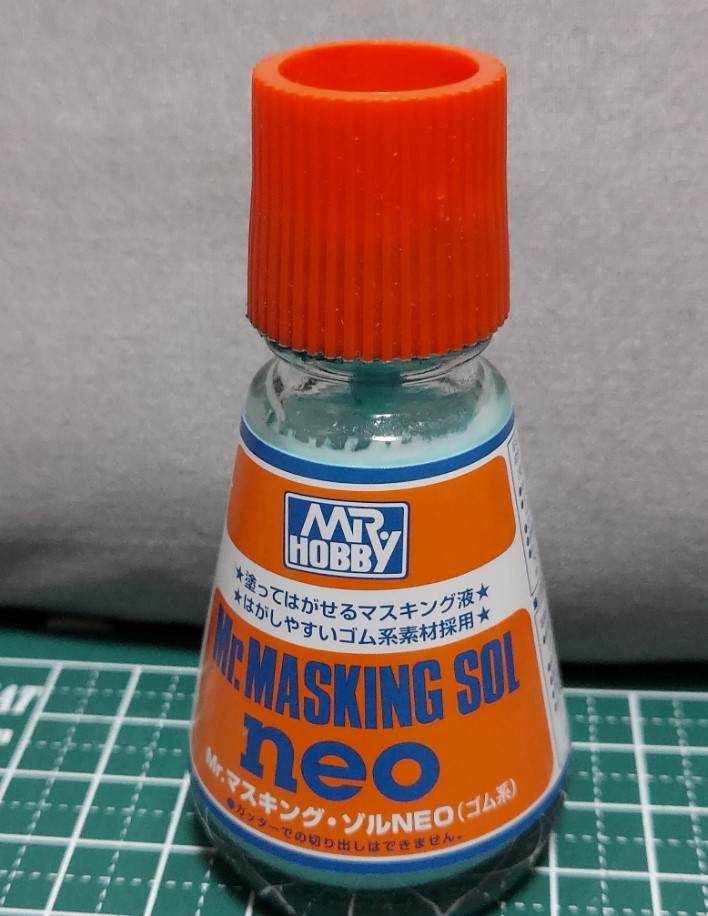 MR.
HOBBY
★塗ってはがせるマスキング液★
★はがしやすいゴム系素材採用★
Mr.MASKING SOL
neo
Mr.マスキング・ゾルNEO(ゴム系)
●カッターでの切り出しはできません。
AT